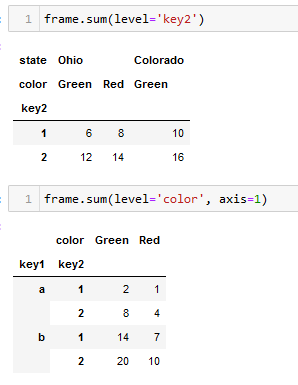 1 frame.sum(level='key2')
state Ohio Colorado
color Green Red Green
key2
1 6 8 10
2 12 14 16
1 frame.sum(level='color', axis=1)
color Green Red
key1 key2
a 1 2 1
2 8 4
b 1 14 7
2 20 10